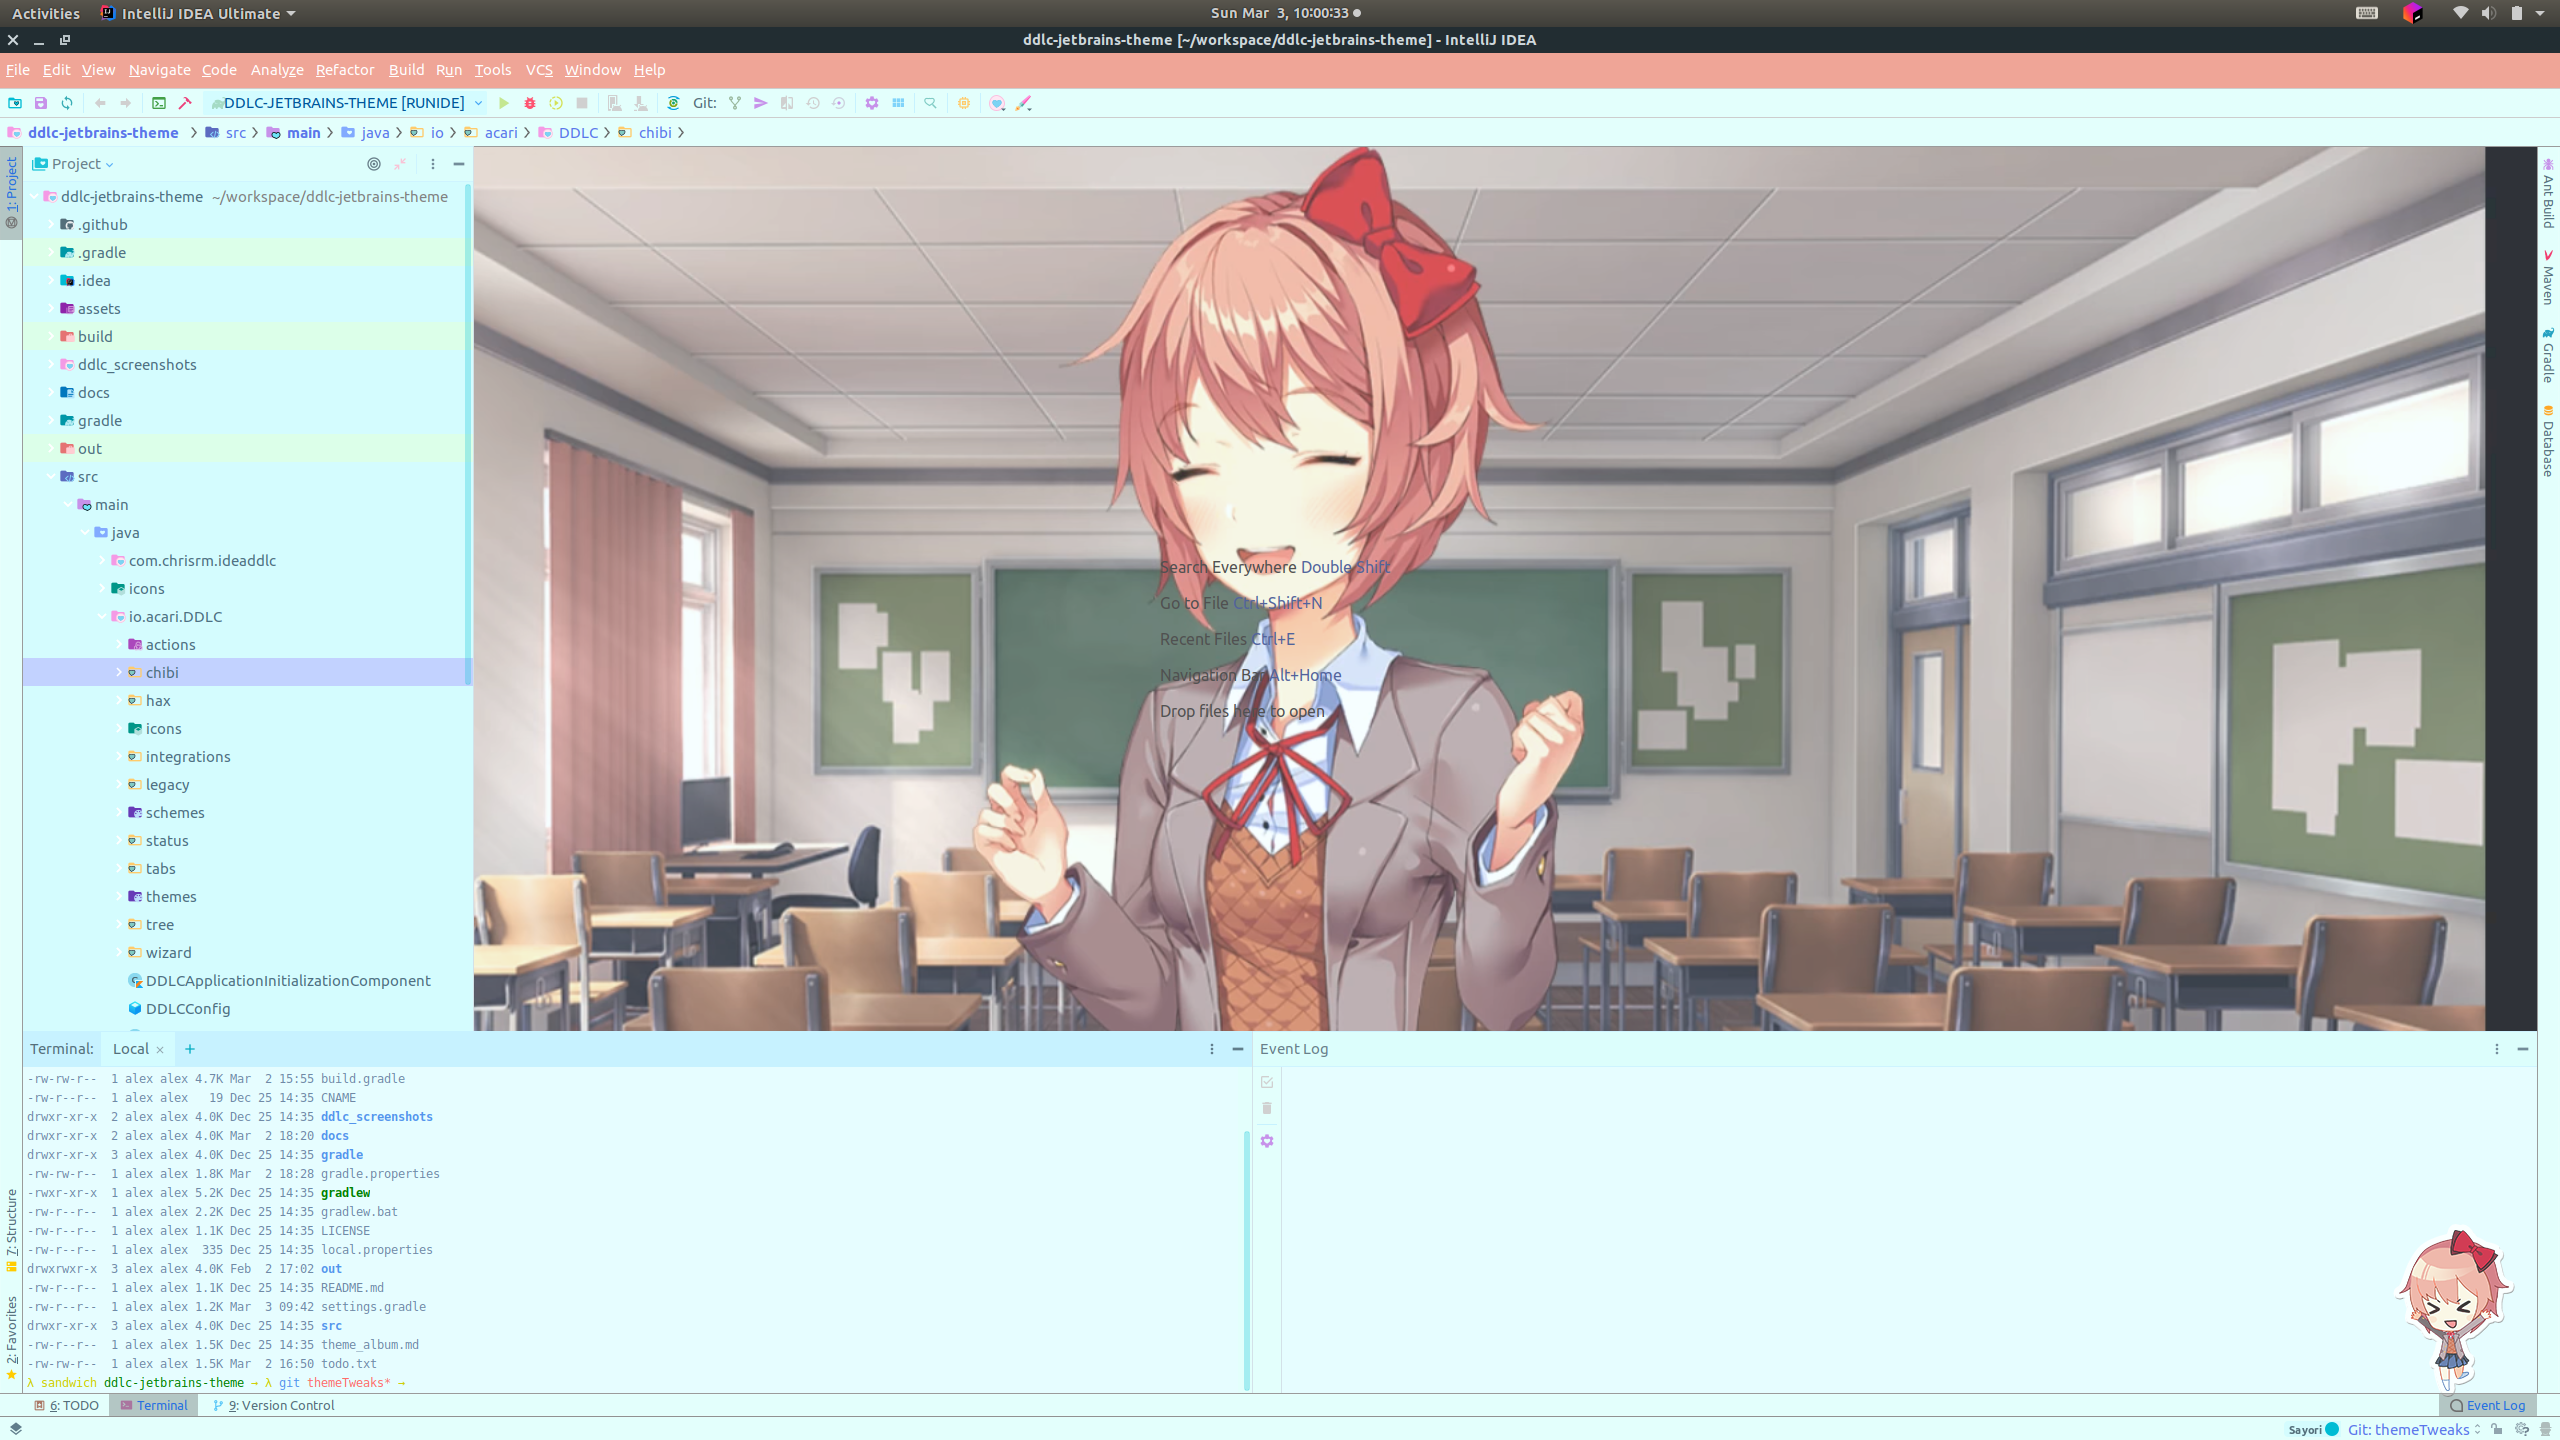 Activities IntelliJ IDEA Ultimate Sun Mar  3, 10:00:33
ddlc-jetbrains-theme [~/workspace/ddlc-jetbrains-theme] - IntelliJ IDEA
File Edit View Navigate Code Analyze Refactor Build Run Tools VCS Window Help
DDLC-JETBRAINS-THEME [RUNIDE] Git:
ddlc-jetbrains-theme src main java io acari DDLC chibi
1: Project
Project
ddlc-jetbrains-theme ~/workspace/ddlc-jetbrains-theme
.github
.gradle
.idea
assets
build
ddlc_screenshots
docs
gradle
out
src
main
java
com.chrisrm.ideaddlc
icons
io.acari.DDLC
actions
chibi
hax
icons
integrations
legacy
schemes
status
tabs
themes
tree
wizard
DDLCApplicationInitializationComponent
DDLCConfig
Search Everywhere Double Shift
Go to File Ctrl+Shift+N
Recent Files Ctrl+E
Navigation Bar Alt+Home
Drop files here to open
Ant Build
Maven
Gradle
Database
7: Structure
2: Favorites
Terminal: Local
-rw-rw-r--  1 alex alex 4.7K Mar  2 15:55 build.gradle
-rw-r--r--  1 alex alex   19 Dec 25 14:35 CNAME
drwxr-xr-x  2 alex alex 4.0K Dec 25 14:35 ddlc_screenshots
drwxr-xr-x  2 alex alex 4.0K Mar  2 18:20 docs
drwxr-xr-x  3 alex alex 4.0K Dec 25 14:35 gradle
-rw-rw-r--  1 alex alex 1.8K Mar  2 18:28 gradle.properties
-rwxr-xr-x  1 alex alex 5.2K Dec 25 14:35 gradlew
-rw-r--r--  1 alex alex 2.2K Dec 25 14:35 gradlew.bat
-rw-r--r--  1 alex alex 1.1K Dec 25 14:35 LICENSE
-rw-r--r--  1 alex alex  335 Dec 25 14:35 local.properties
drwxrwxr-x  3 alex alex 4.0K Feb  2 17:02 out
-rw-r--r--  1 alex alex 1.1K Dec 25 14:35 README.md
-rw-rw-r--  1 alex alex 1.2K Mar  3 09:42 settings.gradle
drwxr-xr-x  3 alex alex 4.0K Dec 25 14:35 src
-rw-r--r--  1 alex alex 1.5K Dec 25 14:35 theme_album.md
-rw-rw-r--  1 alex alex 1.5K Mar  2 16:50 todo.txt
λ sandwich ddlc-jetbrains-theme → λ git themeTweaks* →
Event Log
6: TODO Terminal 9: Version Control Event Log
Sayori Git: themeTweaks